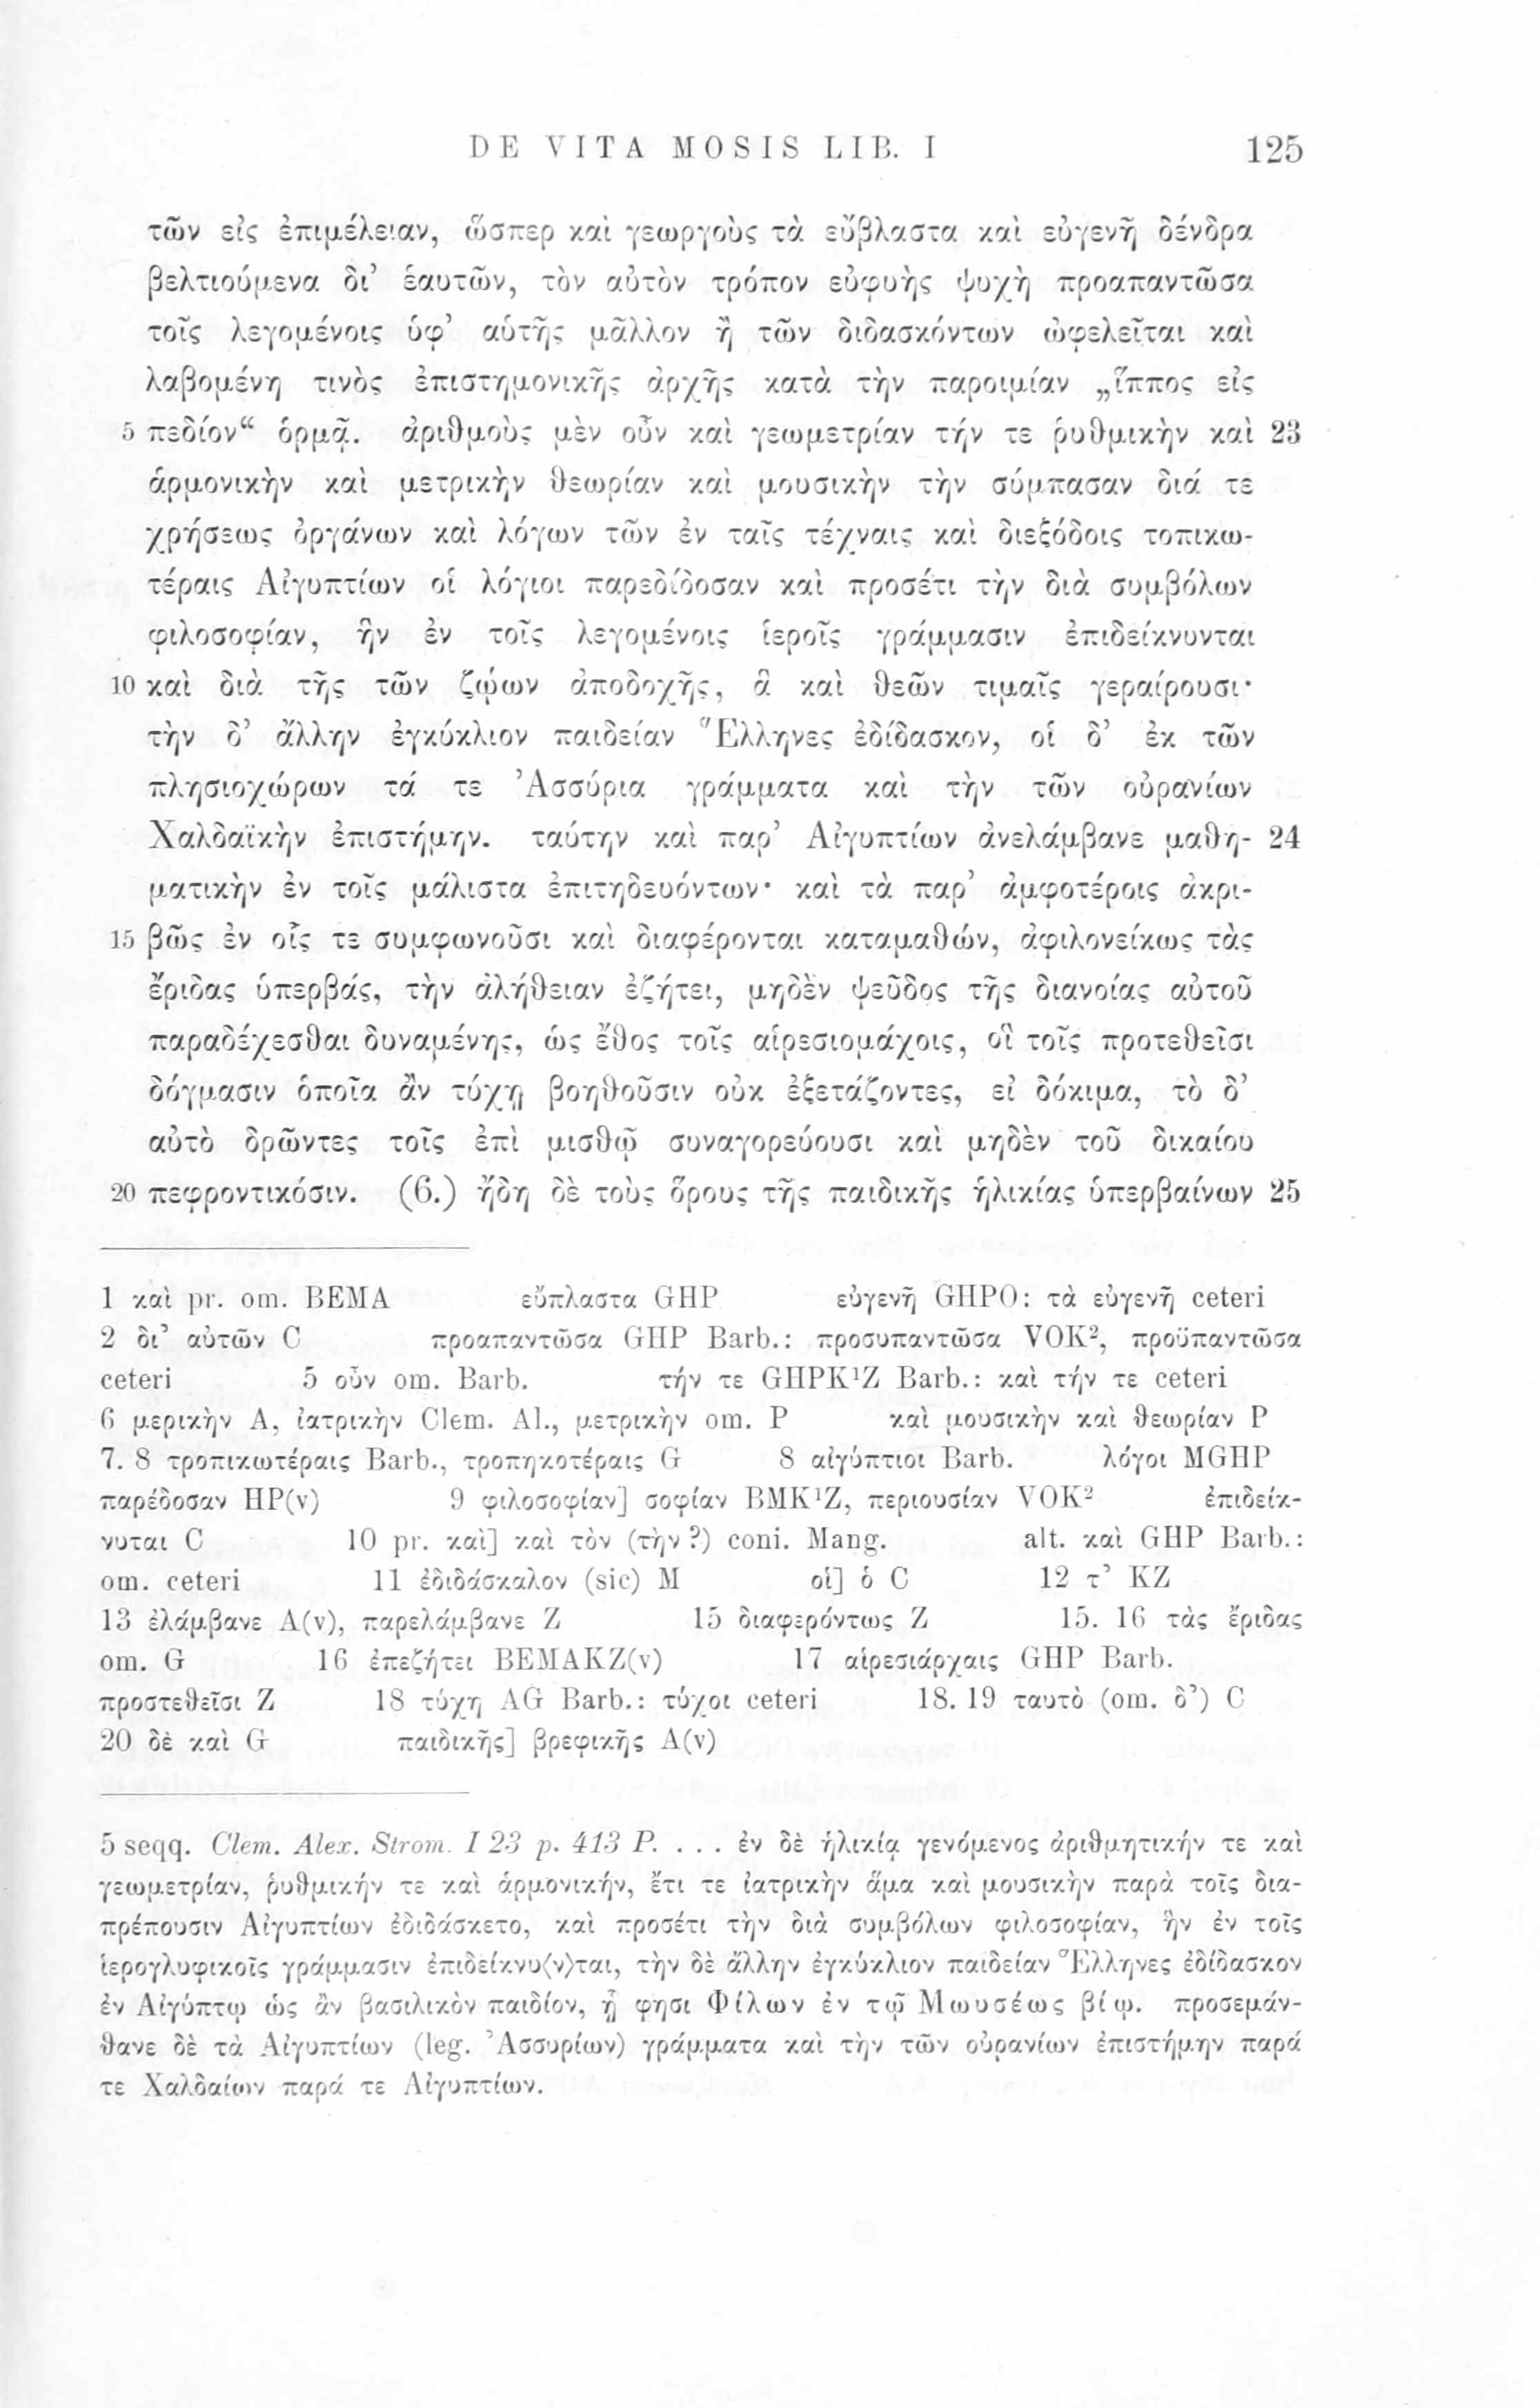 DE VITA MOSIS LIB. I 125
τῶν εἰς ἐπιμέλειαν, ὥσπερ καὶ γεωργοὺς τὰ εὔβλαστα καὶ εὐγενῆ δένδρα
βελτιούμενα δι’ ἑαυτῶν, τὸν αὐτὸν τρόπον εὐφυὴς ψυχὴ προαπαντῶσα
τοῖς λεγομένοις ὑφ’ αὑτῆς μᾶλλον ἢ τῶν διδασκόντων ὠφελεῖται καὶ
λαβομένη τινὸς ἐπιστημονικῆς ἀρχῆς κατὰ τὴν παροιμίαν „ἵππος εἰς
5 πεδίον“ ὁρμᾷ. ἀριθμοὺς μὲν οὖν καὶ γεωμετρίαν τήν τε ῥυθμικὴν καὶ 23
ἁρμονικὴν καὶ μετρικὴν θεωρίαν καὶ μουσικὴν τὴν σύμπασαν διά τε
χρήσεως ὀργάνων καὶ λόγων τῶν ἐν ταῖς τέχναις καὶ διεξόδοις τοπικω-
τέραις Αἰγυπτίων οἱ λόγιοι παρεδίδοσαν καὶ προσέτι τὴν διὰ συμβόλων
φιλοσοφίαν, ἣν ἐν τοῖς λεγομένοις ἱεροῖς γράμμασιν ἐπιδείκνυνται
10 καὶ διὰ τῆς τῶν ζῴων ἀποδοχῆς, ἃ καὶ θεῶν τιμαῖς γεραίρουσι·
τὴν δ’ ἄλλην ἐγκύκλιον παιδείαν Ἕλληνες ἐδίδασκον, οἱ δ’ ἐκ τῶν
πλησιοχώρων τά τε Ἀσσύρια γράμματα καὶ τὴν τῶν οὐρανίων
Χαλδαϊκὴν ἐπιστήμην. ταύτην καὶ παρ’ Αἰγυπτίων ἀνελάμβανε μαθη- 24
ματικὴν ἐν τοῖς μάλιστα ἐπιτηδευόντων· καὶ τὰ παρ’ ἀμφοτέροις ἀκρι-
15 βῶς ἐν οἷς τε συμφωνοῦσι καὶ διαφέρονται καταμαθών, ἀφιλονείκως τὰς
ἔριδας ὑπερβάς, τὴν ἀλήθειαν ἐζήτει, μηδὲν ψεῦδος τῆς διανοίας αὐτοῦ
παραδέχεσθαι δυναμένης, ὡς ἔθος τοῖς αἱρεσιομάχοις, οἳ τοῖς προτεθεῖσι
δόγμασιν ὁποῖα ἂν τύχῃ βοηθοῦσιν οὐκ ἐξετάζοντες, εἰ δόκιμα, τὸ δ’
αὐτὸ δρῶντες τοῖς ἐπὶ μισθῷ συναγορεύουσι καὶ μηδὲν τοῦ δικαίου
20 πεφροντικόσιν. (6.) ἤδη δὲ τοὺς ὅρους τῆς παιδικῆς ἡλικίας ὑπερβαίνων 25
1 καὶ pr. om. BEMA εὔπλαστα GHP εὐγενῆ GHPO: τὰ εὐγενῆ ceteri
2 δι’ αὐτῶν C προαπαντῶσα GHP Barb.: προσυπαντῶσα VOK², προϋπαντῶσα
ceteri 5 οὖν om. Barb. τήν τε GHPK¹Z Barb.: καὶ τήν τε ceteri
6 μερικὴν A, ἰατρικὴν Clem. Al., μετρικὴν om. P καὶ μουσικὴν καὶ θεωρίαν P
7. 8 τροπικωτέραις Barb., τροπηκοτέραις G 8 αἰγύπτιοι Barb. λόγοι MGHP
παρέδοσαν HP(v) 9 φιλοσοφίαν] σοφίαν BMK¹Z, περιουσίαν VOK² ἐπιδείκ-
νυται C 10 pr. καὶ] καὶ τὸν (τὴν?) coni. Mang. alt. καὶ GHP Barb.:
om. ceteri 11 ἐδιδάσκαλον (sic) M οἱ] ὁ C 12 τ’ KZ
13 ἐλάμβανε A(v), παρελάμβανε Z 15 διαφερόντως Z 15. 16 τὰς ἔριδας
om. G 16 ἐπεζήτει BEMAKZ(v) 17 αἱρεσιάρχαις GHP Barb.
προστεθεῖσι Z 18 τύχῃ AG Barb.: τύχοι ceteri 18. 19 ταυτὸ (om. δ’) C
20 δὲ καὶ G παιδικῆς] βρεφικῆς A(v)
5 seqq. Clem. Alex. Strom. I 23 p. 413 P. . . . ἐν δὲ ἡλικίᾳ γενόμενος ἀριθμητικήν τε καὶ
γεωμετρίαν, ῥυθμικήν τε καὶ ἁρμονικήν, ἔτι τε ἰατρικὴν ἅμα καὶ μουσικὴν παρὰ τοῖς δια-
πρέπουσιν Αἰγυπτίων ἐδιδάσκετο, καὶ προσέτι τὴν διὰ συμβόλων φιλοσοφίαν, ἣν ἐν τοῖς
ἱερογλυφικοῖς γράμμασιν ἐπιδείκνυ⟨ν⟩ται, τὴν δὲ ἄλλην ἐγκύκλιον παιδείαν Ἕλληνες ἐδίδασκον
ἐν Αἰγύπτῳ ὡς ἂν βασιλικὸν παιδίον, ᾗ φησι Φίλων ἐν τῷ Μωυσέως βίῳ. προσεμάν-
θανε δὲ τὰ Αἰγυπτίων (leg. Ἀσσυρίων) γράμματα καὶ τὴν τῶν οὐρανίων ἐπιστήμην παρά
τε Χαλδαίων παρά τε Αἰγυπτίων.